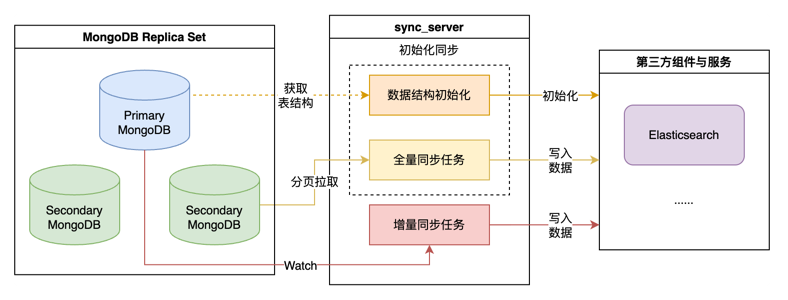 MongoDB Replica Set
Primary
MongoDB
Secondary
MongoDB
Secondary
MongoDB
获取
表结构
分页拉取
Watch
sync_server
初始化同步
数据结构初始化
全量同步任务
增量同步任务
初始化
写入
数据
写入
数据
第三方组件与服务
Elasticsearch
......